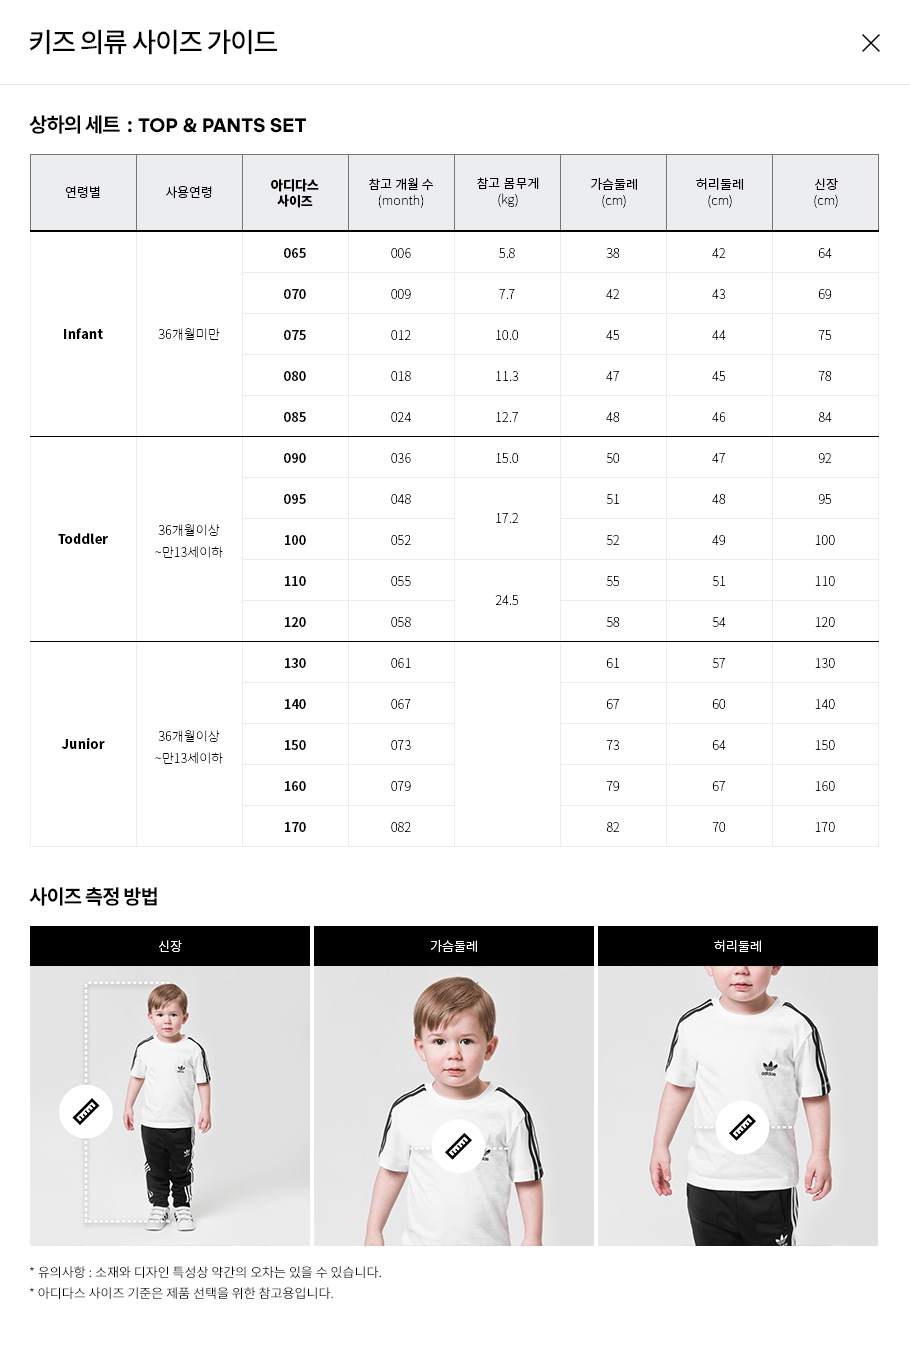 키즈 의류 사이즈 가이드
상하의 세트 : TOP & PANTS SET
연령별 사용연령 아디다스 사이즈 참고 개월 수 (month) 참고 몸무게 (kg) 가슴둘레 (cm) 허리둘레 (cm) 신장 (cm)
065 006 5.8 38 42 64
070 009 7.7 42 43 69
Infant 36개월미만 075 012 10.0 45 44 75
080 018 11.3 47 45 78
085 024 12.7 48 46 84
090 036 15.0 50 47 92
095 048 17.2 51 48 95
Toddler 36개월이상 ~만13세이하 100 052 52 49 100
110 055 24.5 55 51 110
120 058 58 54 120
130 061 61 57 130
140 067 67 60 140
Junior 36개월이상 ~만13세이하 150 073 73 64 150
160 079 79 67 160
170 082 82 70 170
사이즈 측정 방법
신장 가슴둘레 허리둘레
adidas
* 유의사항 : 소재와 디자인 특성상 약간의 오차는 있을 수 있습니다.
* 아디다스 사이즈 기준은 제품 선택을 위한 참고용입니다.